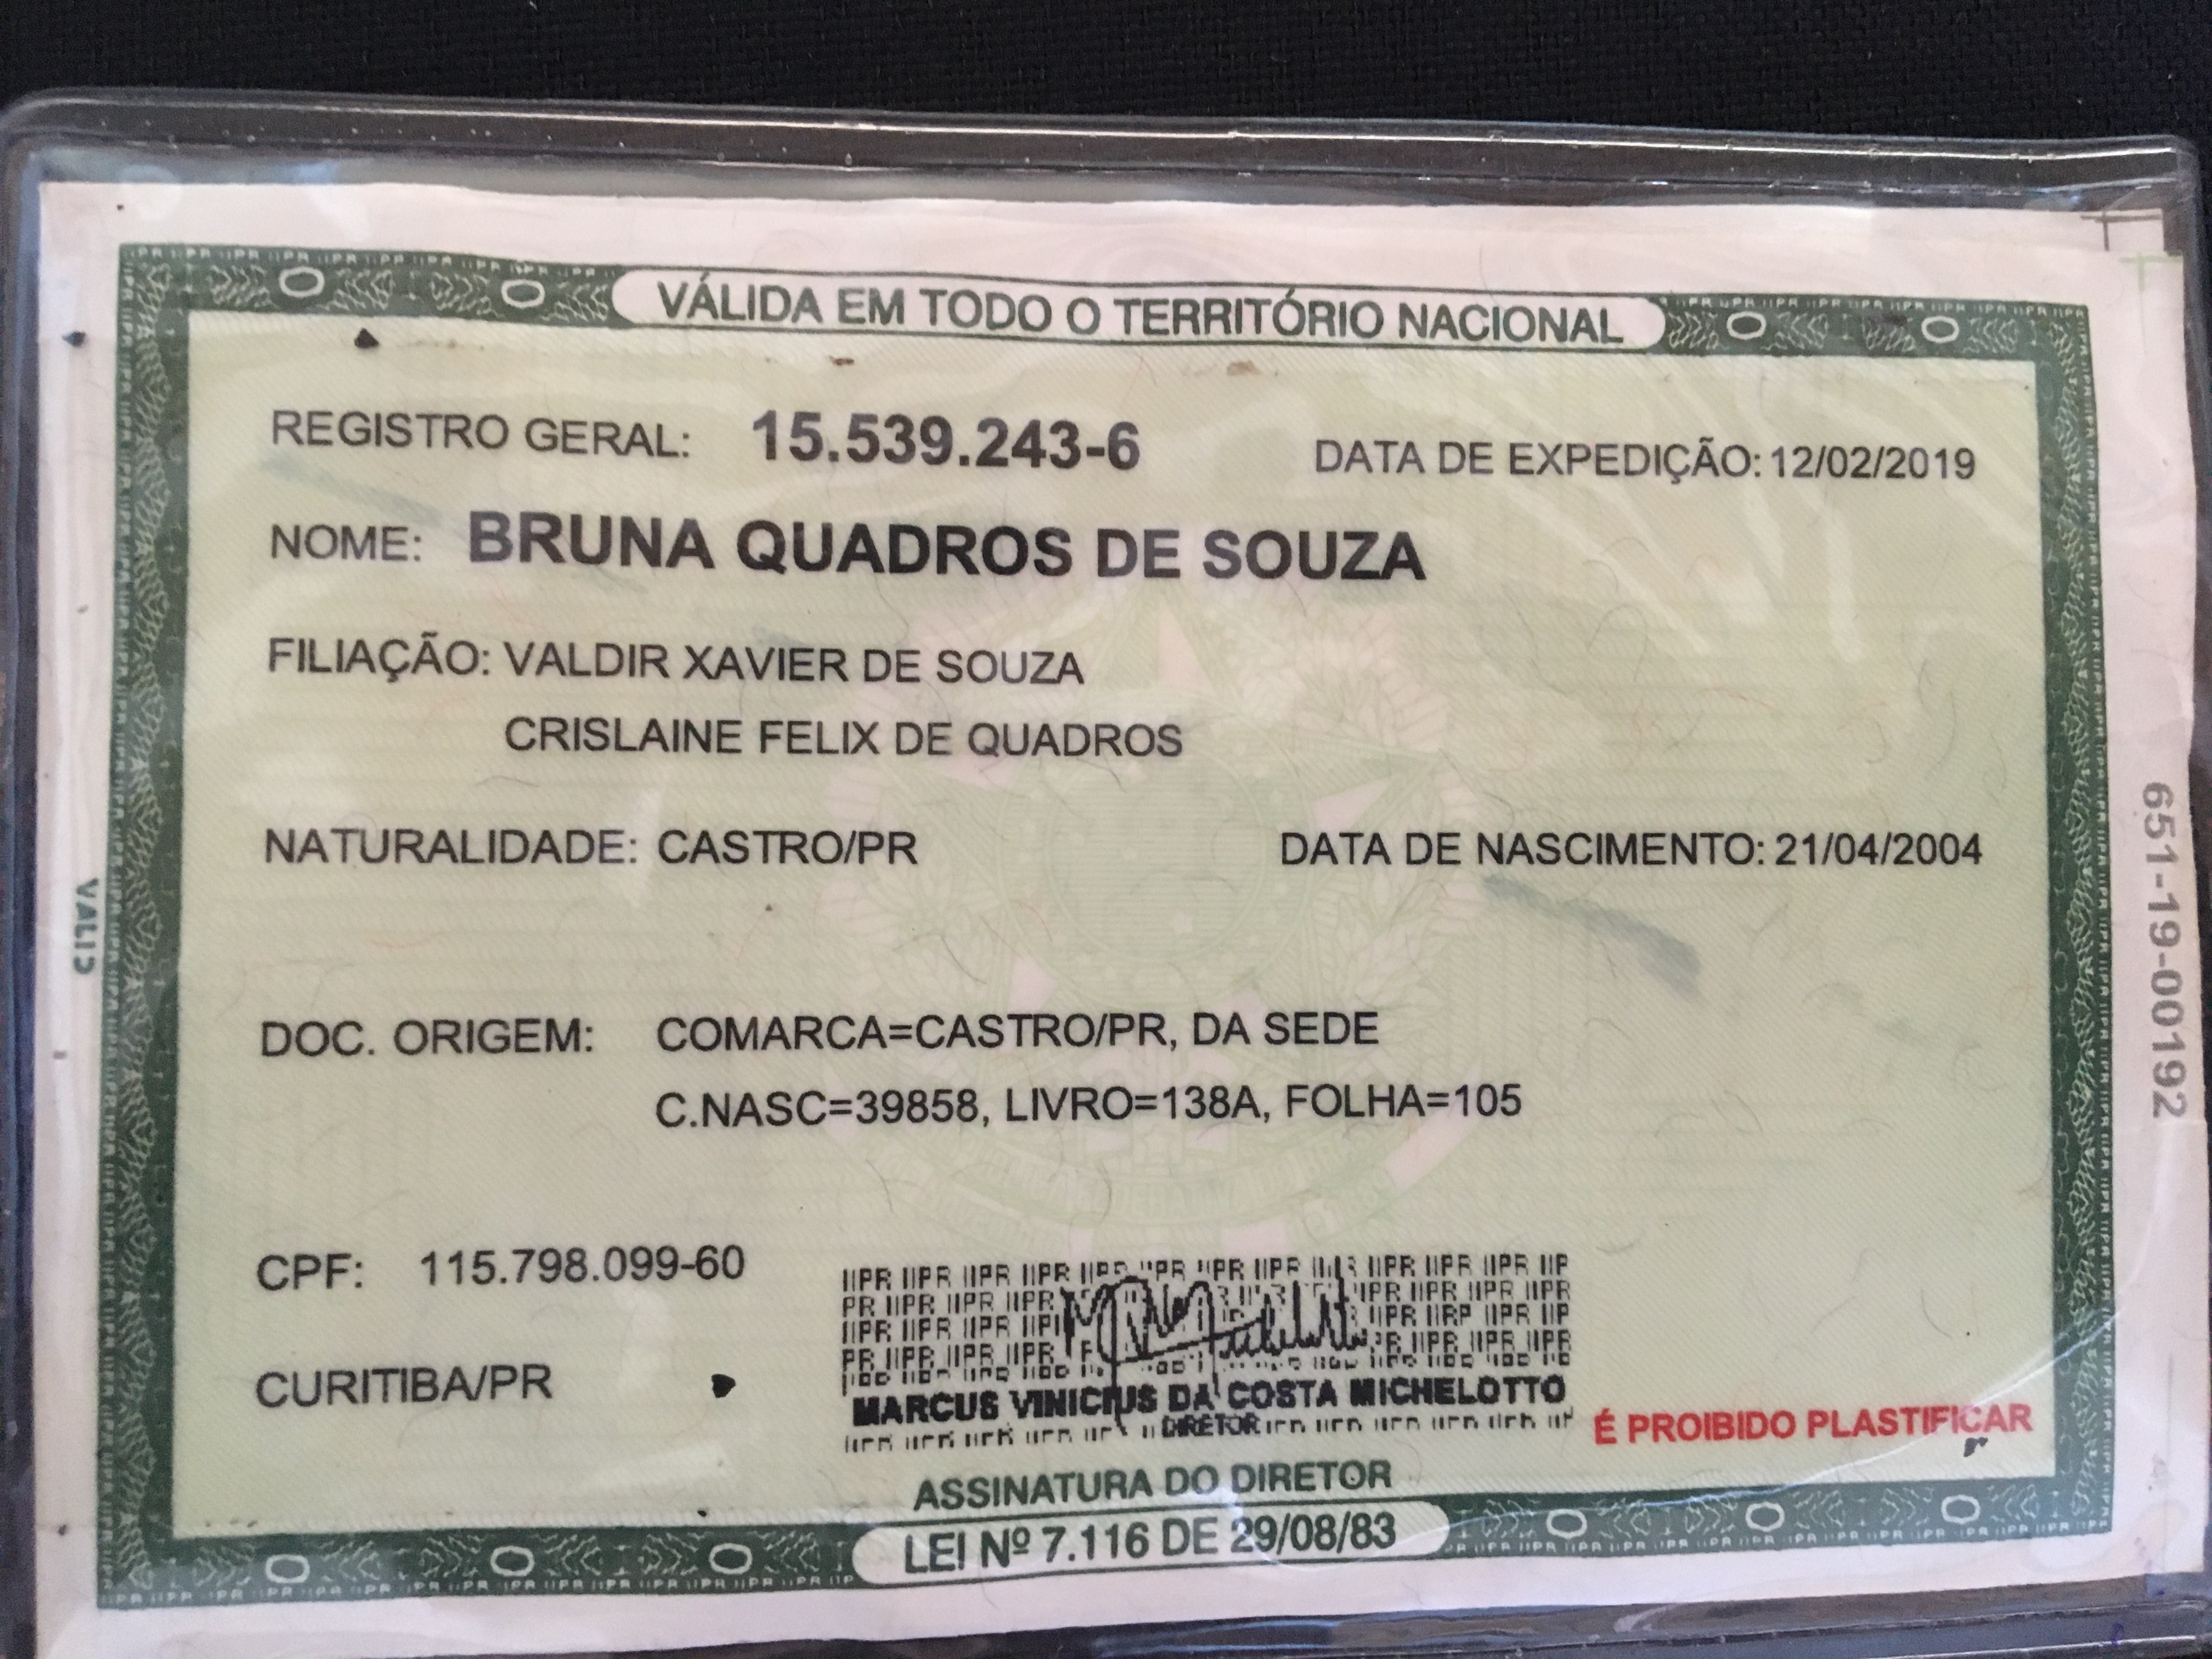 VÁLIDA EM TODO O TERRITÓRIO NACIONAL
REGISTRO GERAL: 15.539.243-6 DATA DE EXPEDIÇÃO: 12/02/2019
NOME: BRUNA QUADROS DE SOUZA
FILIAÇÃO: VALDIR XAVIER DE SOUZA
CRISLAINE FELIX DE QUADROS
NATURALIDADE: CASTRO/PR DATA DE NASCIMENTO: 21/04/2004
DOC. ORIGEM: COMARCA=CASTRO/PR, DA SEDE
C.NASC=39858, LIVRO=138A, FOLHA=105
CPF: 115.798.099-60
CURITIBA/PR
MARCUS VINICIUS DA COSTA MICHELOTTO
DIRETOR
É PROIBIDO PLASTIFICAR
ASSINATURA DO DIRETOR
LEI Nº 7.116 DE 29/08/83
VALID
651-19-00192